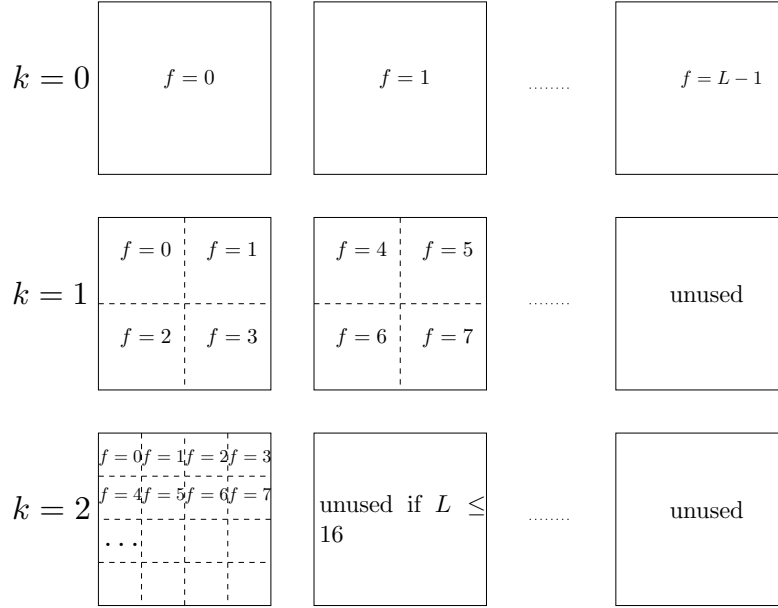 k = 0
f = 0
f = 1
........
f = L − 1
k = 1
f = 0 f = 1
f = 2 f = 3
f = 4 f = 5
f = 6 f = 7
........
unused
k = 2
f = 0 f = 1 f = 2 f = 3
f = 4 f = 5 f = 6 f = 7
. . .
unused if L ≤
16
........
unused